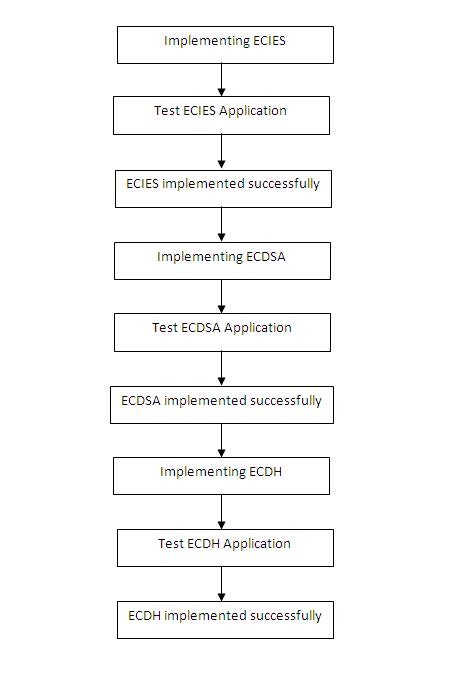 Implementing ECIES
Test ECIES Application
ECIES implemented successfully
Implementing ECDSA
Test ECDSA Application
ECDSA implemented successfully
Implementing ECDH
Test ECDH Application
ECDH implemented successfully